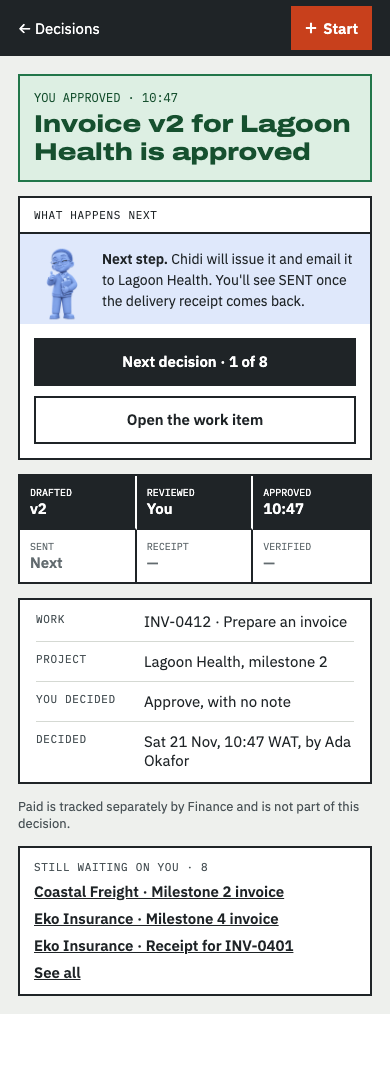 ← Decisions
+ Start
YOU APPROVED · 10:47
Invoice v2 for Lagoon
Health is approved
WHAT HAPPENS NEXT
Next step. Chidi will issue it and email it
to Lagoon Health. You'll see SENT once
the delivery receipt comes back.
Next decision · 1 of 8
Open the work item
DRAFTED
v2
REVIEWED
You
APPROVED
10:47
SENT
Next
RECEIPT
—
VERIFIED
—
WORK
INV-0412 · Prepare an invoice
PROJECT
Lagoon Health, milestone 2
YOU DECIDED
Approve, with no note
DECIDED
Sat 21 Nov, 10:47 WAT, by Ada
Okafor
Paid is tracked separately by Finance and is not part of this
decision.
STILL WAITING ON YOU · 8
Coastal Freight · Milestone 2 invoice
Eko Insurance · Milestone 4 invoice
Eko Insurance · Receipt for INV-0401
See all